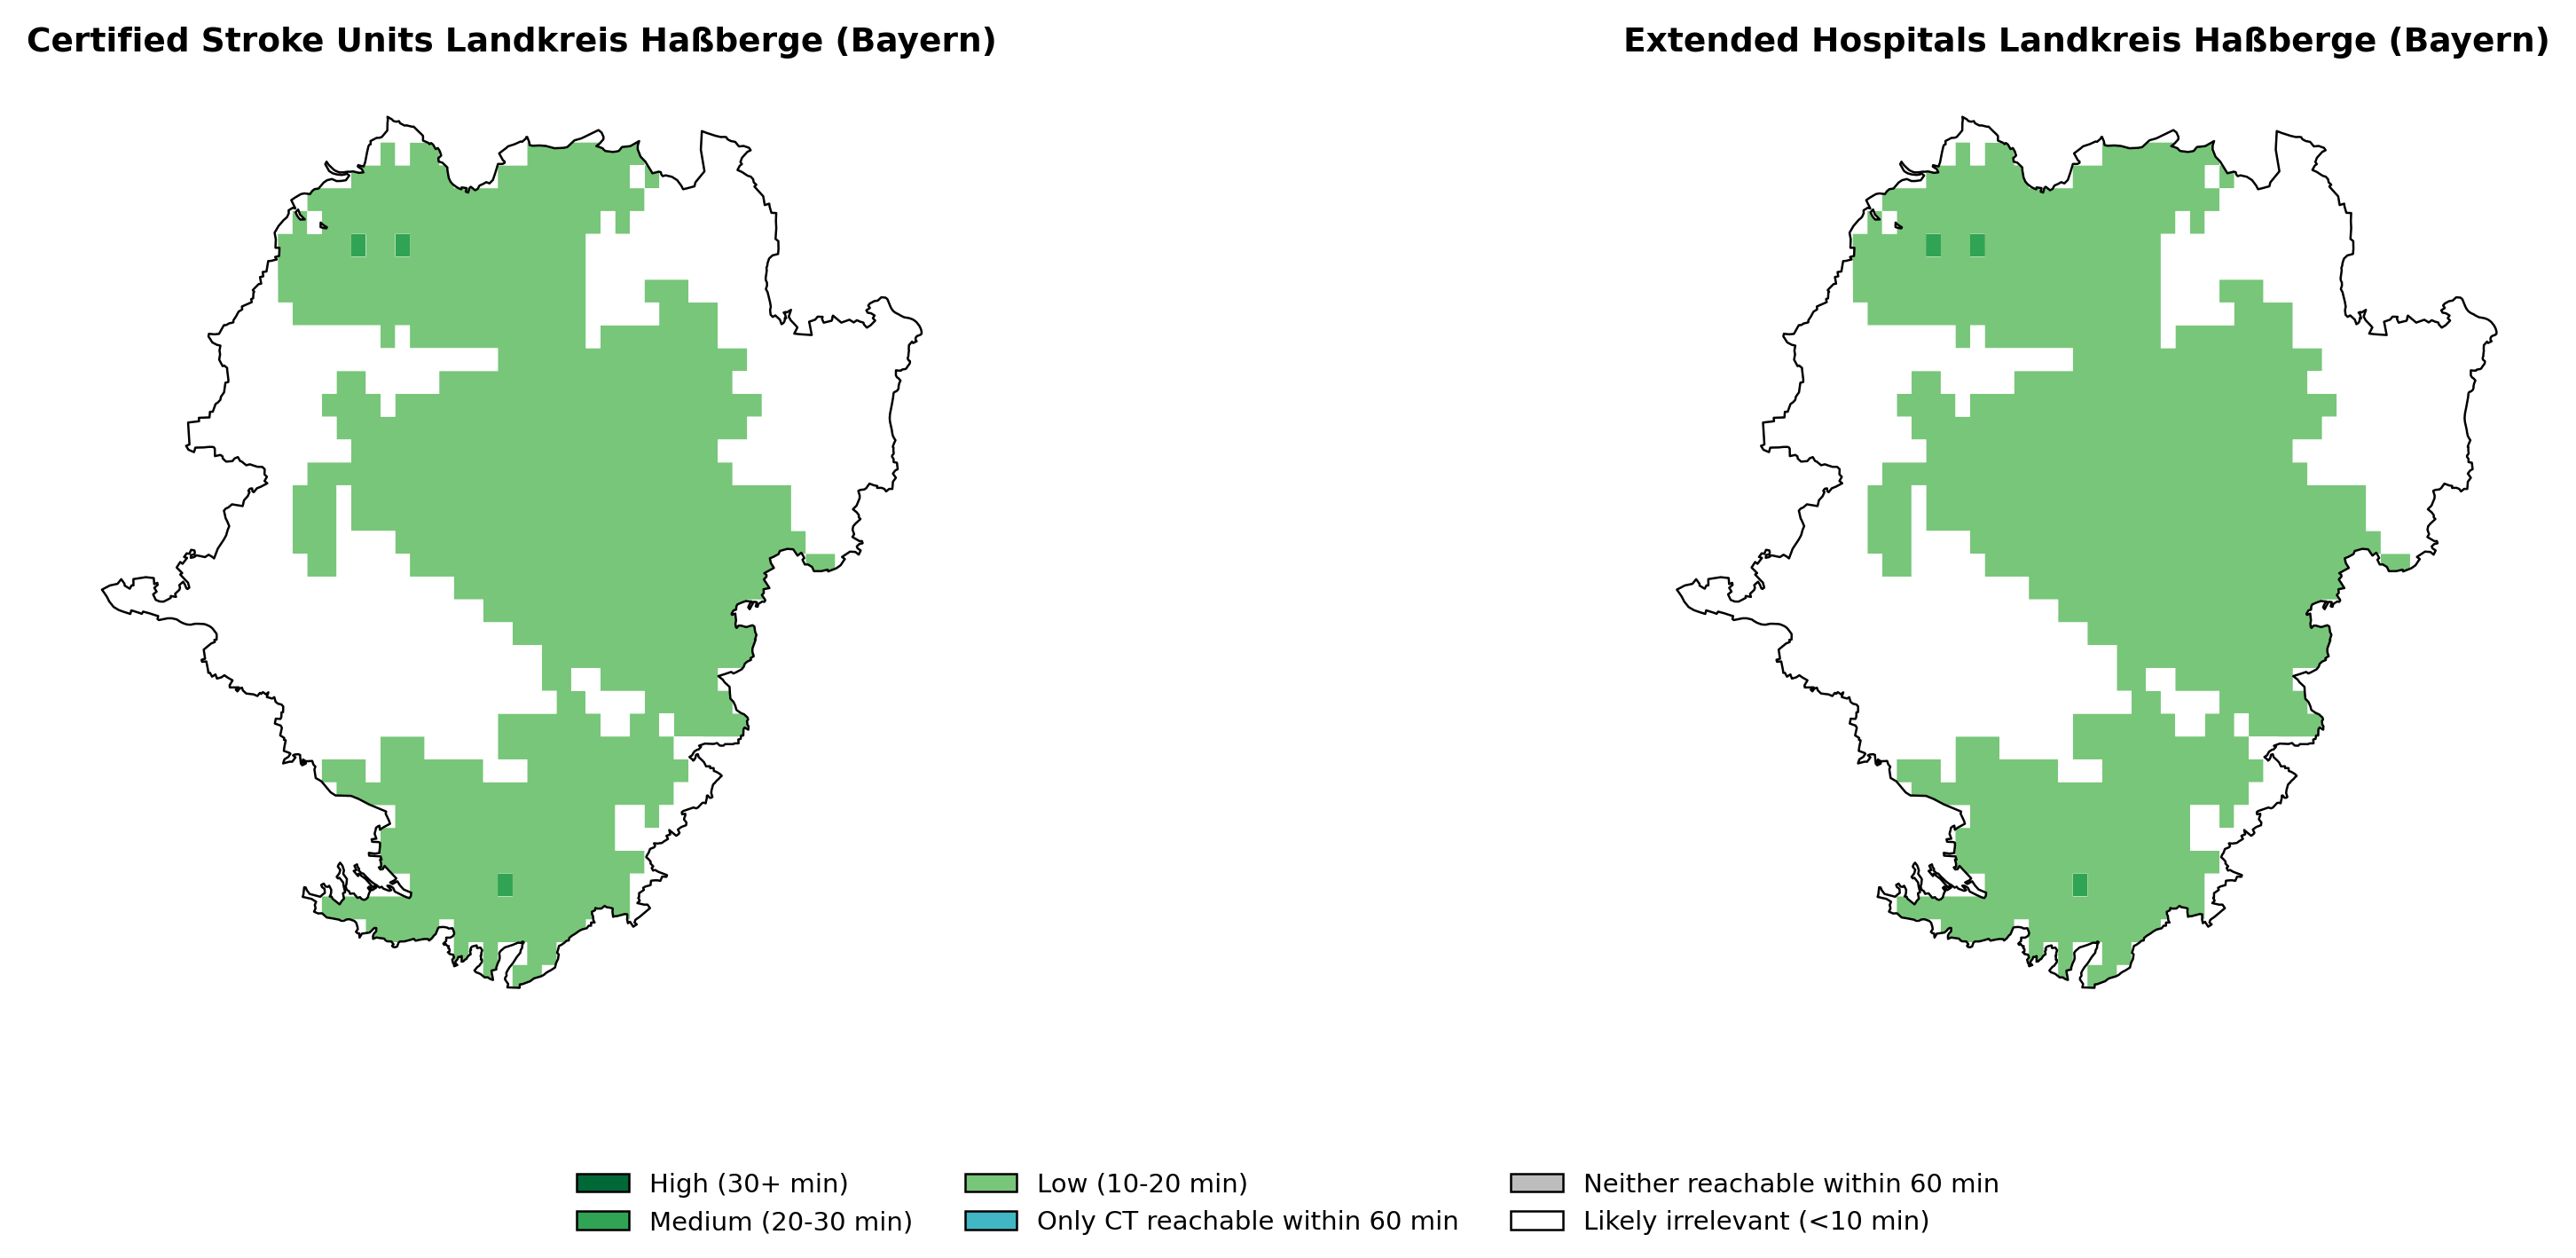 Certified Stroke Units Landkreis Haßberge (Bayern)
Extended Hospitals Landkreis Haßberge (Bayern)
High (30+ min)
Medium (20-30 min)
Low (10-20 min)
Only CT reachable within 60 min
Neither reachable within 60 min
Likely irrelevant (<10 min)